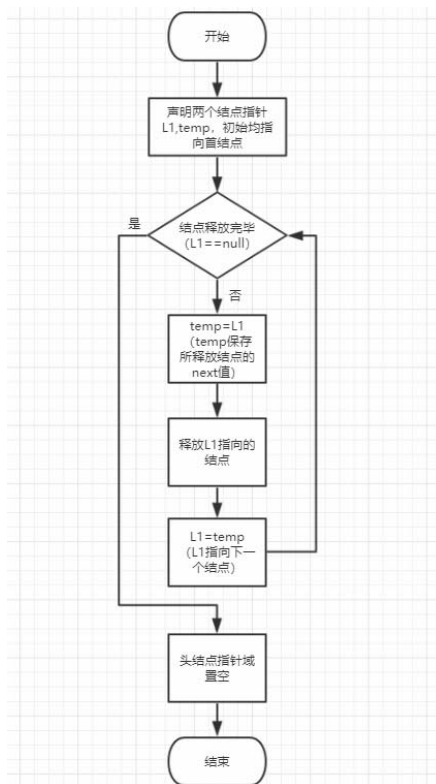 开始
声明两个结点指针
L1,temp，初始均指
向首结点
是
结点释放完毕
(L1==null)
否
temp=L1
（temp保存
所释放结点的
next值）
释放L1指向的
结点
L1=temp
（L1指向下一
个结点）
头结点指针域
置空
结束